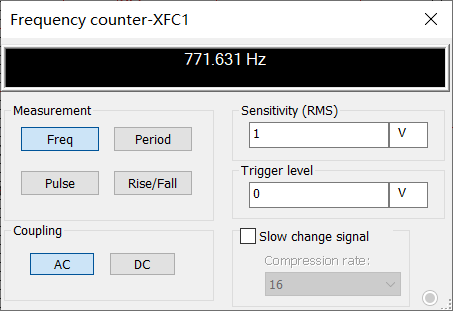 Frequency counter-XFC1
771.631 Hz
Measurement
Freq
Period
Pulse
Rise/Fall
Coupling
AC
DC
Sensitivity (RMS)
1
V
Trigger level
0
V
Slow change signal
Compression rate:
16